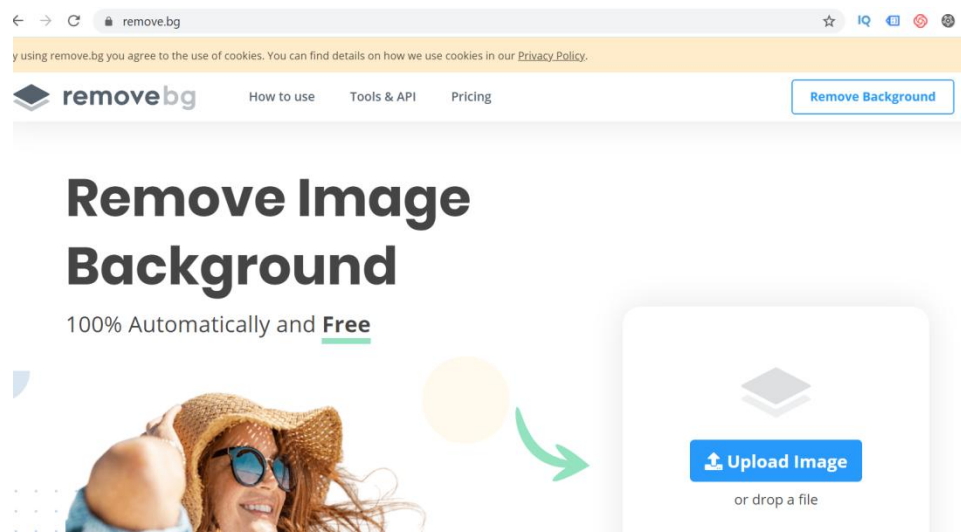 remove.bg
IQ
y using remove.bg you agree to the use of cookies. You can find details on how we use cookies in our Privacy Policy.
removebg How to use Tools & API Pricing Remove Background
Remove Image
Background
100% Automatically and Free
Upload Image
or drop a file